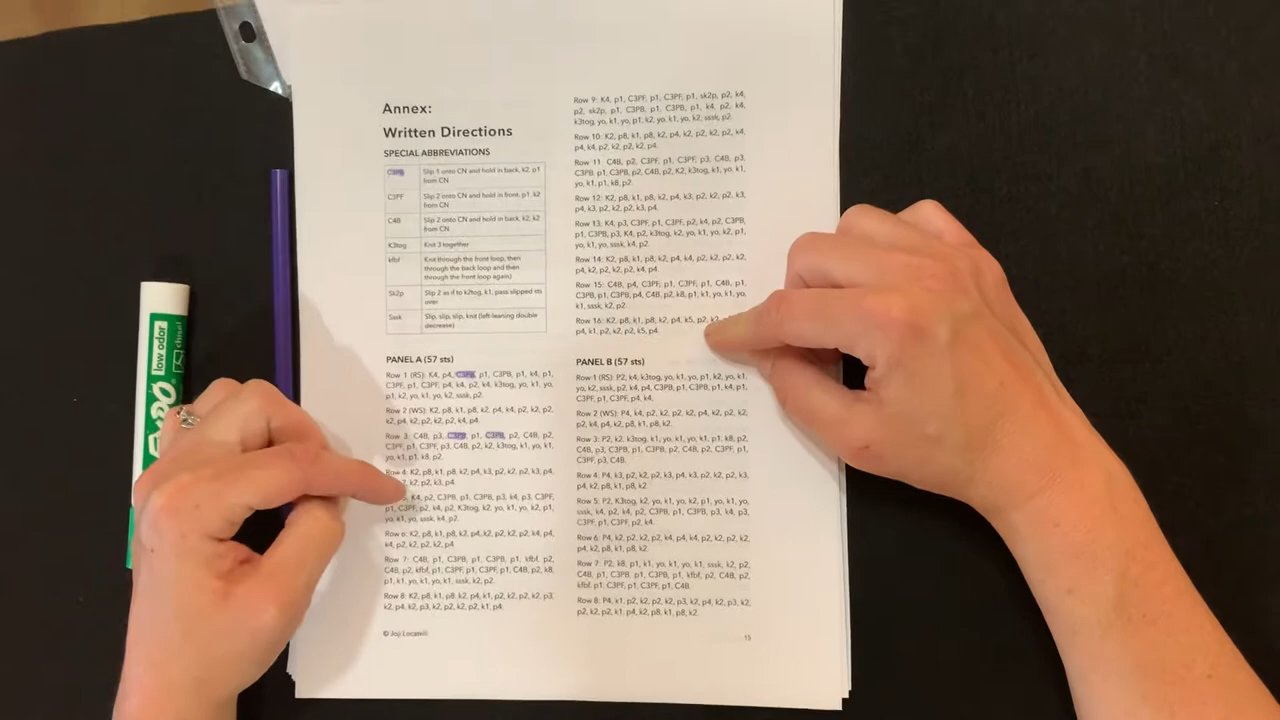 Annex:
Written Directions
SPECIAL ABBREVIATIONS
C3PB Slip 1 onto CN and hold in back, k2, p1
from CN
C3PF Slip 2 onto CN and hold in front, p1, k2
from CN
C4B Slip 2 onto CN and hold in back, k2, k2
from CN
K3tog Knit 3 together
kfbf Knit through the front loop, then
through the back loop and then
through the front loop again)
Sk2p Slip 2 as if to k2tog, k1, pass slipped sts
over
Sssk Slip, slip, slip, knit (left-leaning double
decrease)
PANEL A (57 sts)
Row 1 (RS): K4, p4, C3PB, p1, C3PB, p1, k4, p1,
C3PF, p1, C3PF, p4, k4, p2, k4, k3tog, yo, k1, yo,
p1, k2, yo, k1, yo, k2, sssk, p2.
Row 2 (WS): K2, p8, k1, p8, k2, p4, k4, p2, k2, p2,
k2, p4, k2, p2, k2, p2, k4, p4.
Row 3: C4B, p3, C3PB, p1, C3PB, p2, C4B, p2,
C3PF, p1, C3PF, p3, C4B, p2, k2, k3tog, k1, yo, k1,
yo, k1, p1, k8, p2.
Row 4: K2, p8, k1, p8, k2, p4, k3, p2, k2, p2, k3, p4,
k2, p2, k3, p4.
K4, p2, C3PB, p1, C3PB, p3, k4, p3, C3PF,
p1, C3PF, p2, k4, p2, K3tog, k2, yo, k1, yo, k2, p1,
yo, k1, yo, sssk, k4, p2.
Row 6: K2, p8, k1, p8, k2, p4, k2, p2, k2, p2, k4, p4,
k4, p2, k2, p2, k2, p4.
Row 7: C4B, p1, C3PB, p1, C3PB, p1, kfbf, p2,
C4B, p2, kfbf, p1, C3PF, p1, C3PF, p1, C4B, p2, k8,
p1, k1, yo, k1, yo, k1, sssk, k2, p2.
Row 8: K2, p8, k1, p8, k2, p4, k1, p2, k2, p2, k2, p3,
k2, p4, k2, p3, k2, p2, k2, p2, k1, p4.
© Joji Locatelli
Row 9: K4, p1, C3PF, p1, C3PF, p1, sk2p, p2, k4,
p2, sk2p, p1, C3PB, p1, C3PB, p1, k4, p2, k4,
k3tog, yo, k1, yo, p1, k2, yo, k1, yo, k2, sssk, p2.
Row 10: K2, p8, k1, p8, k2, p4, k2, p2, k2, p2, k4,
p4, k4, p2, k2, p2, k2, p4.
Row 11 C4B, p2, C3PF, p1, C3PF, p3, C4B, p3,
C3PB, p1, C3PB, p2, C4B, p2, K2, k3tog, k1, yo, k1,
yo, k1, p1, k8, p2.
Row 12: K2, p8, k1, p8, k2, p4, k3, p2, k2, p2, k3,
p4, k3, p2, k2, p2, k3, p4.
Row 13: K4, p3, C3PF, p1, C3PF, p2, k4, p2, C3PB,
p1, C3PB, p3, K4, p2, k3tog, k2, yo, k1, yo, k2, p1,
yo, k1, yo, sssk, k4, p2.
Row 14: K2, p8, k1, p8, k2, p4, k4, p2, k2, p2, k2,
p4, k2, p2, k2, p2, k4, p4.
Row 15: C4B, p4, C3PF, p1, C3PF, p1, C4B, p1,
C3PB, p1, C3PB, p4, C4B, p2, k8, p1, k1, yo, k1, yo,
k1, sssk, k2, p2.
Row 16: K2, p8, k1, p8, k2, p4, k5, p2, k2,
p4, k1, p2, k2, p2, k5, p4.
PANEL B (57 sts)
Row 1 (RS): P2, k4, k3tog, yo, k1, yo, p1, k2, yo, k1,
yo, k2, sssk, p2, k4, p4, C3PB, p1, C3PB, p1, k4, p1,
C3PF, p1, C3PF, p4, k4.
Row 2 (WS): P4, k4, p2, k2, p2, k2, p4, k2, p2, k2,
p2, k4, p4, k2, p8, k1, p8, k2.
Row 3: P2, k2, k3tog, k1, yo, k1, yo, k1, p1, k8, p2,
C4B, p3, C3PB, p1, C3PB, p2, C4B, p2, C3PF, p1,
C3PF, p3, C4B.
Row 4: P4, k3, p2, k2, p2, k3, p4, k3, p2, k2, p2, k3,
p4, k2, p8, k1, p8, k2.
Row 5: P2, K3tog, k2, yo, k1, yo, k2, p1, yo, k1, yo,
sssk, k4, p2, k4, p2, C3PB, p1, C3PB, p3, k4, p3,
C3PF, p1, C3PF, p2, k4.
Row 6: P4, k2, p2, k2, p2, k4, p4, k4, p2, k2, p2, k2,
p4, k2, p8, k1, p8, k2.
Row 7: P2, k8, p1, k1, yo, k1, yo, k1, sssk, k2, p2,
C4B, p1, C3PB, p1, C3PB, p1, kfbf, p2, C4B, p2,
kfbf, p1, C3PF, p1, C3PF, p1, C4B.
Row 8: P4, k1, p2, k2, p2, k2, p3, k2, p4, k2, p3, k2,
p2, k2, p2, k1, p4, k2, p8, k1, p8, k2.
15
low odor
chisel
EXPO